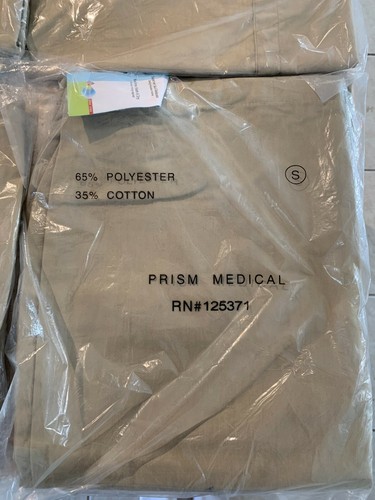 65% POLYESTER
35% COTTON
S
PRISM MEDICAL
RN#125371